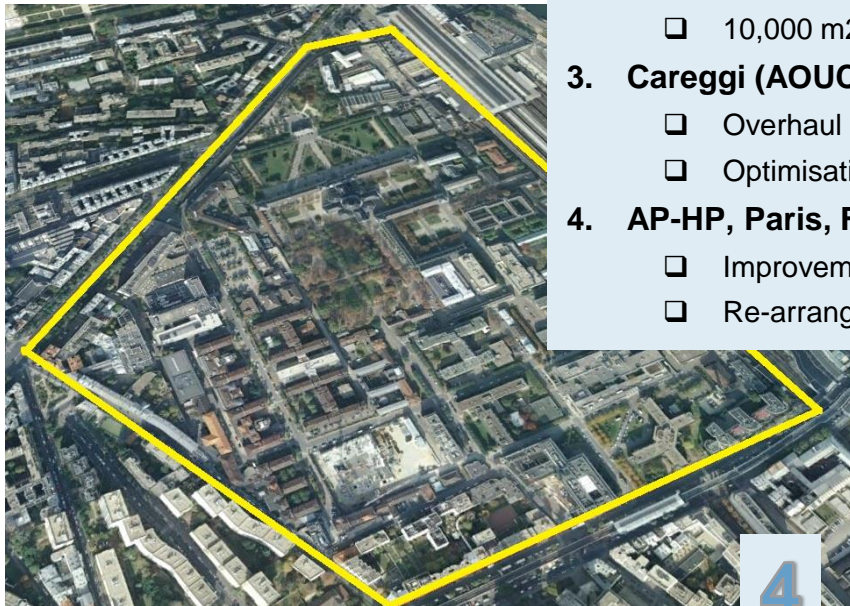 ❑ 10,000 m2
3. Careggi (AOUC
❑ Overhaul
❑ Optimisati
4. AP-HP, Paris, F
❑ Improvem
❑ Re-arrang
4